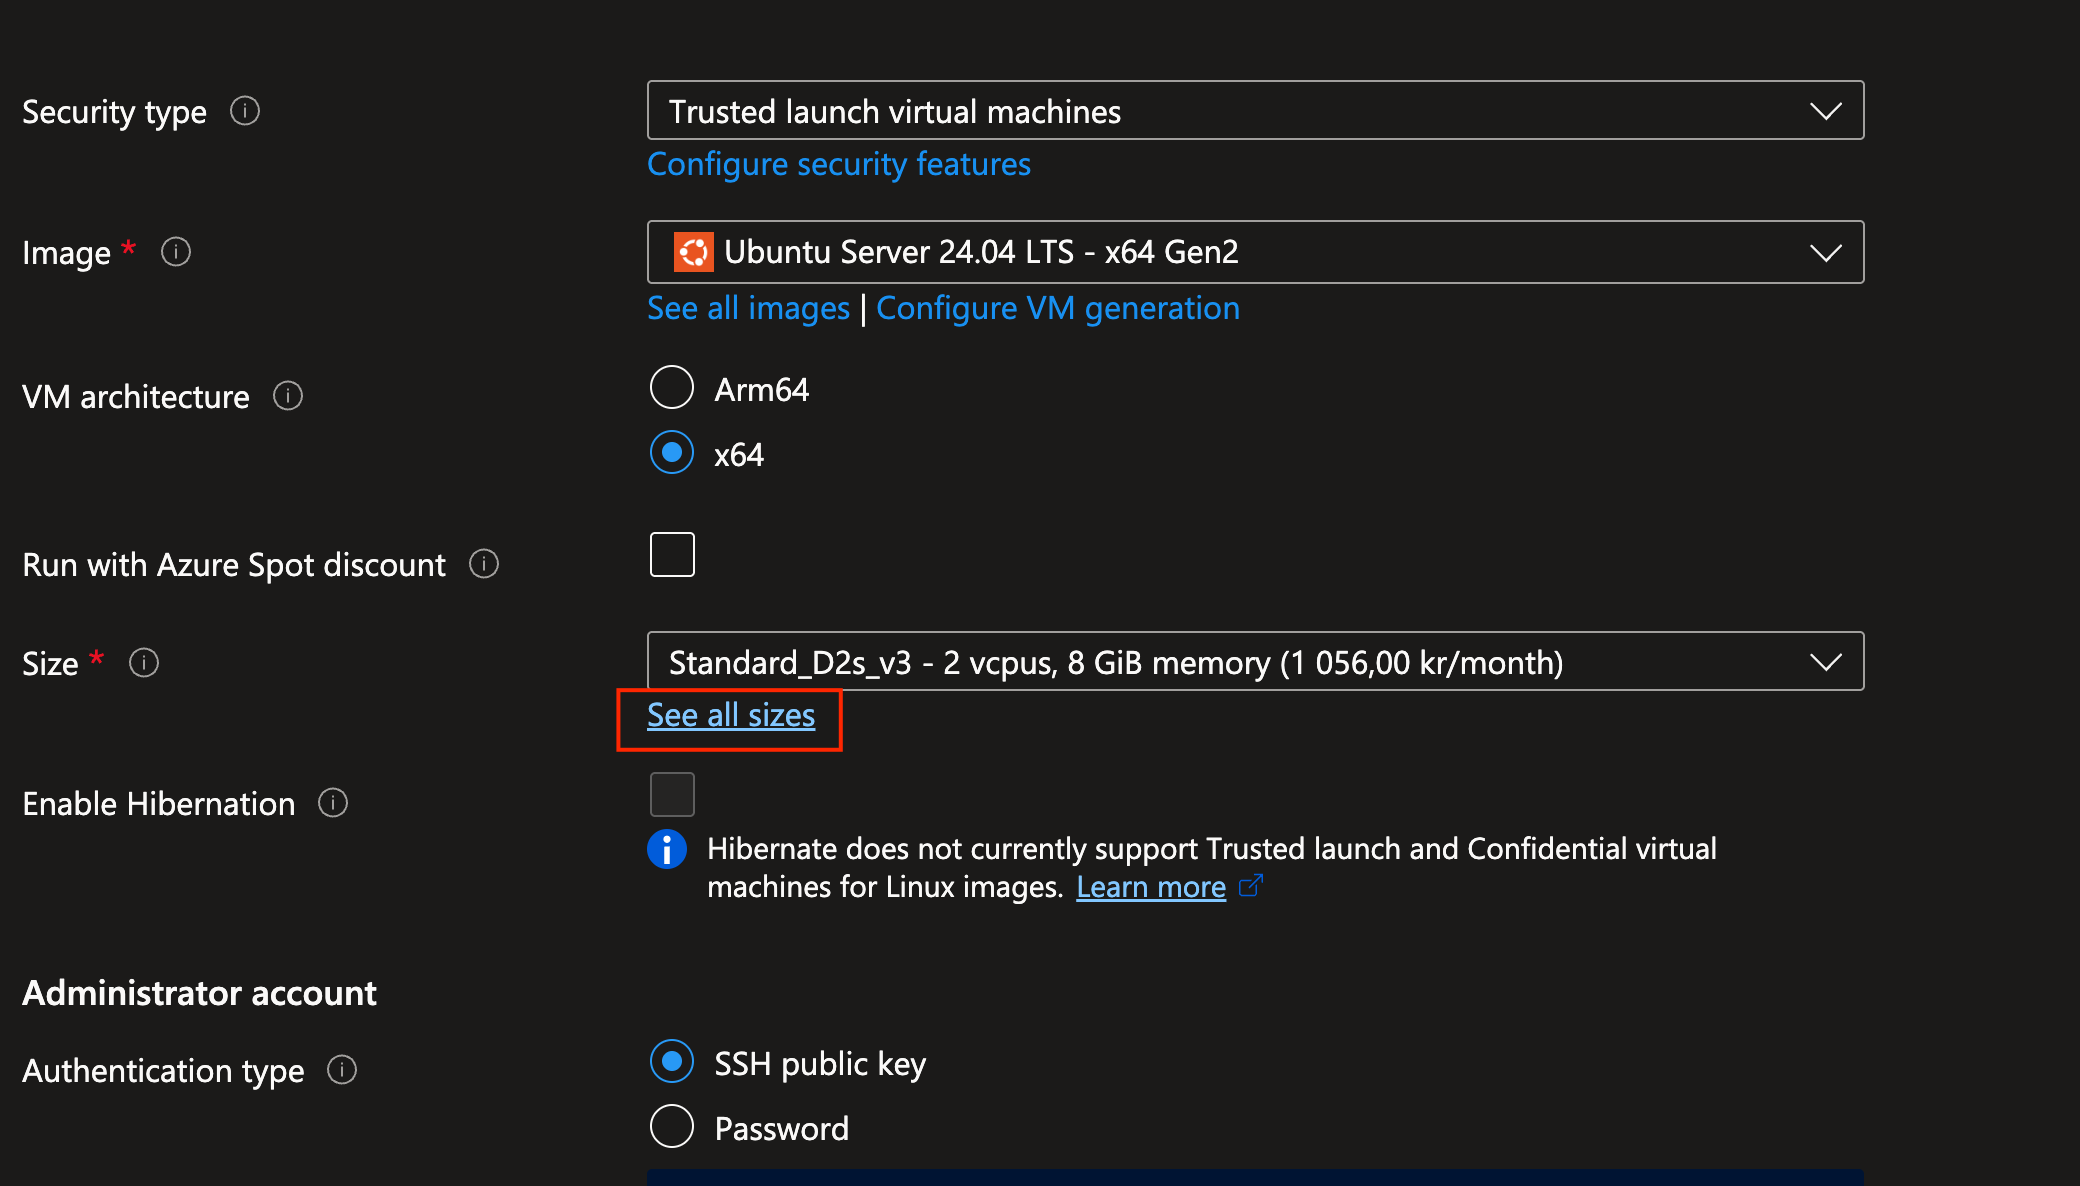 Security type
Trusted launch virtual machines
Configure security features
Image *
Ubuntu Server 24.04 LTS - x64 Gen2
See all images | Configure VM generation
VM architecture
Arm64
x64
Run with Azure Spot discount
Size *
Standard_D2s_v3 - 2 vcpus, 8 GiB memory (1 056,00 kr/month)
See all sizes
Enable Hibernation
Hibernate does not currently support Trusted launch and Confidential virtual
machines for Linux images. Learn more
Administrator account
Authentication type
SSH public key
Password